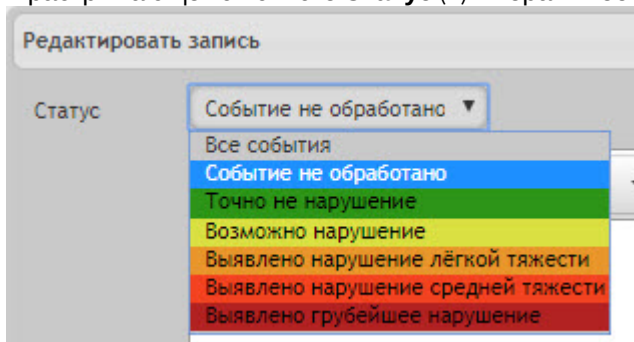 Редактировать запись
Статус
Событие не обработано ▼
Все события
Событие не обработано
Точно не нарушение
Возможно нарушение
Выявлено нарушение лёгкой тяжести
Выявлено нарушение средней тяжести
Выявлено грубейшее нарушение